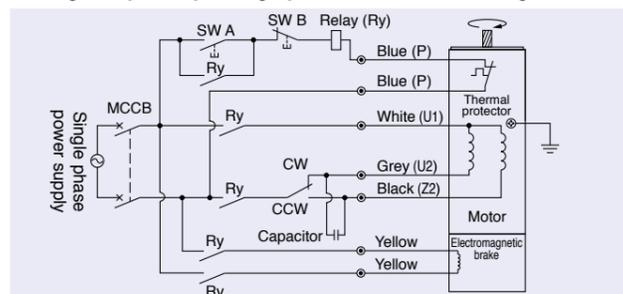 SW A
SW B
Relay (Ry)
Blue (P)
Ry
Blue (P)
Thermal
protector
MCCB
Ry
White (U1)
Single phase
power supply
CW
Grey (U2)
Ry
Black (Z2)
CCW
Motor
Capacitor
Ry
Yellow
Electromagnetic
brake
Yellow
Ry